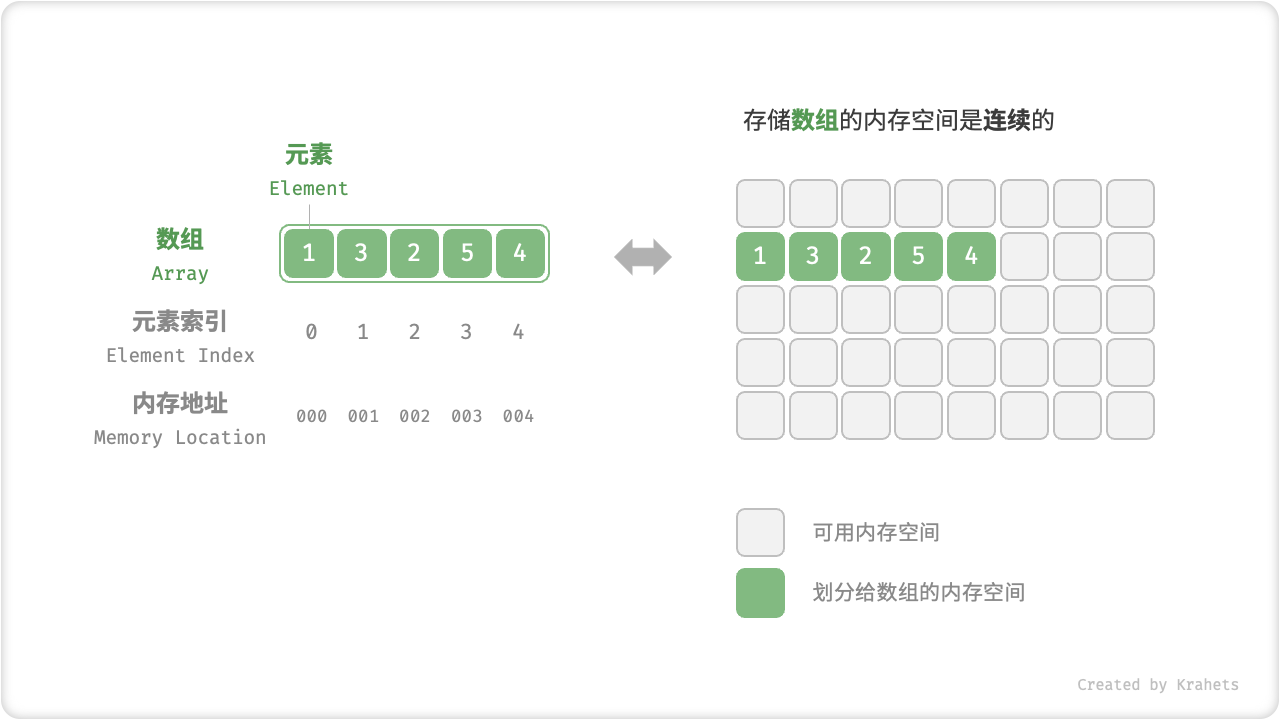 存储数组的内存空间是连续的
元素
Element
数组
Array
1 3 2 5 4
元素索引
Element Index
0 1 2 3 4
内存地址
Memory Location
000 001 002 003 004
1 3 2 5 4
可用内存空间
划分给数组的内存空间
Created by Krahets